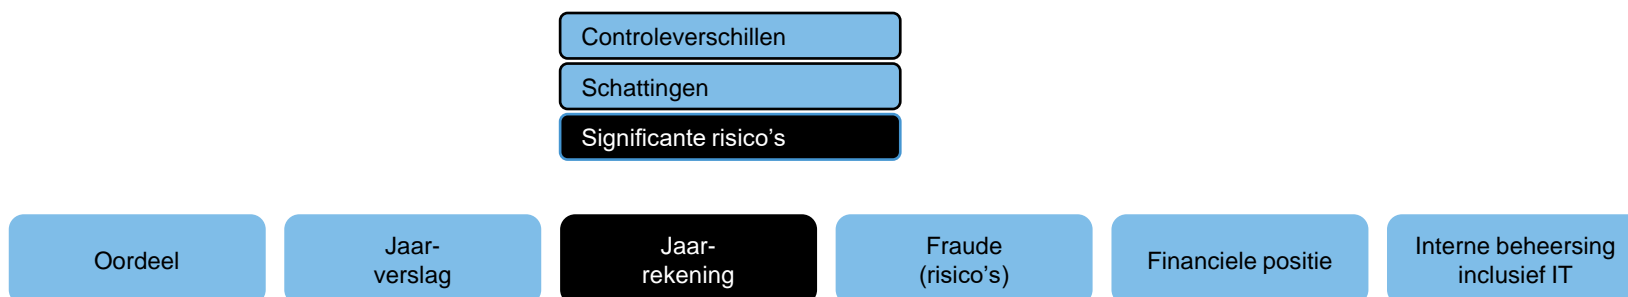 Controleverschillen
Schattingen
Significante risico’s
Oordeel
Jaar-
verslag
Jaar-
rekening
Fraude
(risico’s)
Financiele positie
Interne beheersing
inclusief IT